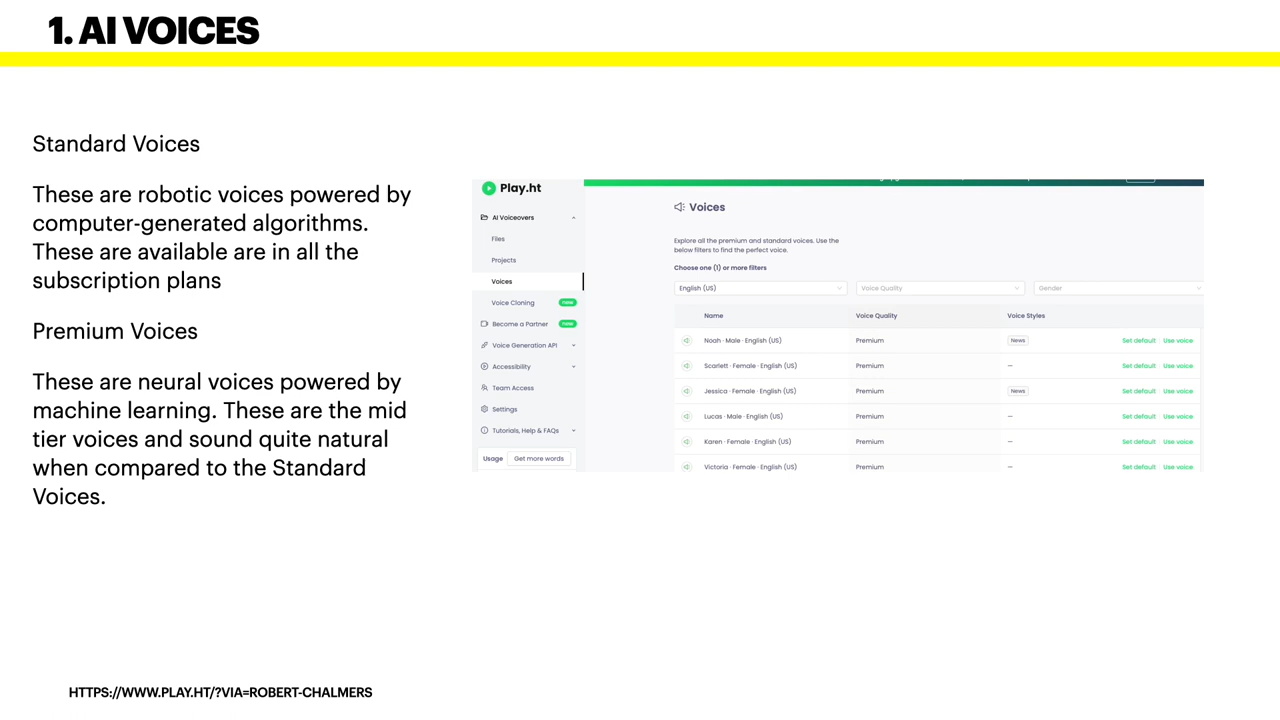 1. AI VOICES
Standard Voices
These are robotic voices powered by
computer-generated algorithms.
These are available are in all the
subscription plans
Premium Voices
These are neural voices powered by
machine learning. These are the mid
tier voices and sound quite natural
when compared to the Standard
Voices.
Play.ht
AI Voiceovers
Files
Projects
Voices
Voice Cloning new
Become a Partner new
Voice Generation API
Accessibility
Team Access
Settings
Tutorials, Help & FAQs
Usage Get more words
Voices
Explore all the premium and standard voices. Use the
below filters to find the perfect voice.
Choose one (1) or more filters
English (US) Voice Quality Gender
Name Voice Quality Voice Styles
Noah · Male · English (US) Premium News Set default Use voice
Scarlett · Female · English (US) Premium — Set default Use voice
Jessica · Female · English (US) Premium News Set default Use voice
Lucas · Male · English (US) Premium — Set default Use voice
Karen · Female · English (US) Premium — Set default Use voice
Victoria · Female · English (US) Premium — Set default Use voice
HTTPS://WWW.PLAY.HT/?VIA=ROBERT-CHALMERS